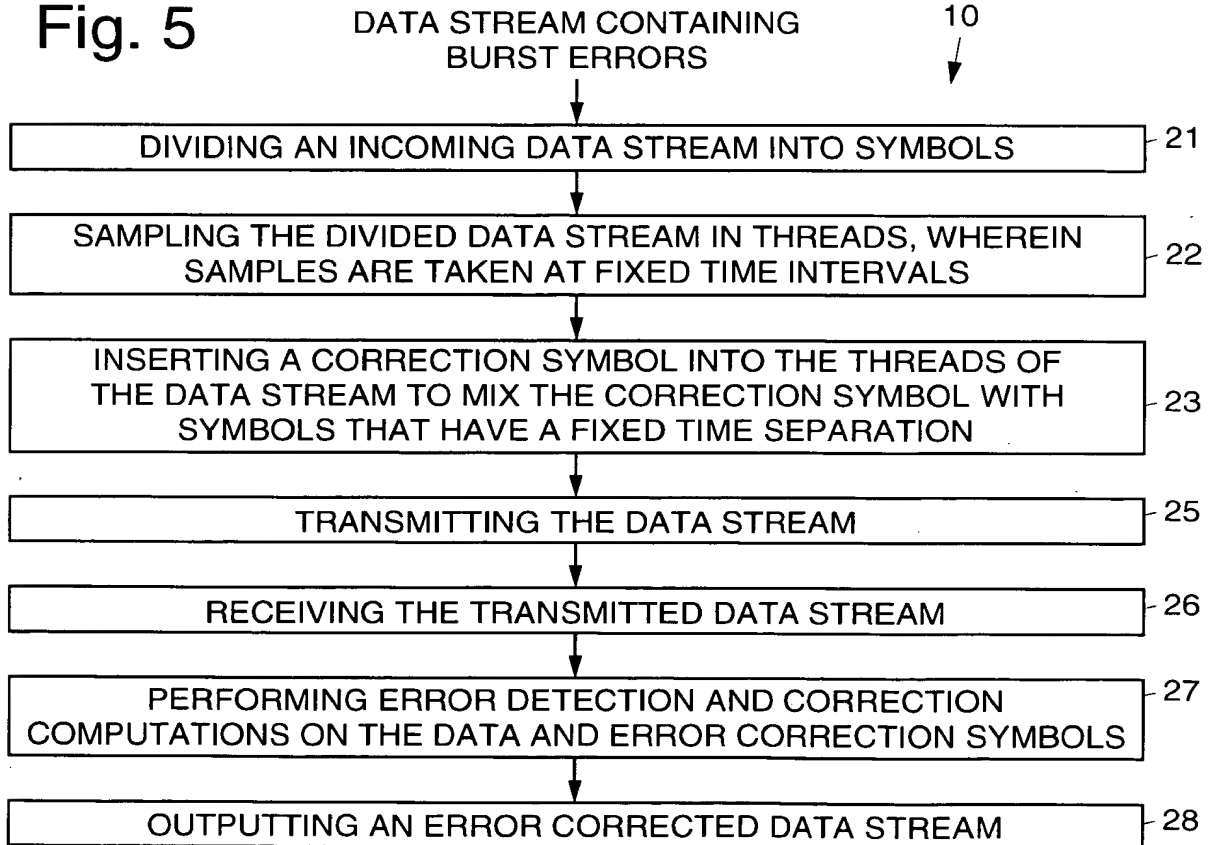 Fig. 5
DATA STREAM CONTAINING
BURST ERRORS
10
DIVIDING AN INCOMING DATA STREAM INTO SYMBOLS
21
SAMPLING THE DIVIDED DATA STREAM IN THREADS, WHEREIN
SAMPLES ARE TAKEN AT FIXED TIME INTERVALS
22
INSERTING A CORRECTION SYMBOL INTO THE THREADS OF
THE DATA STREAM TO MIX THE CORRECTION SYMBOL WITH
SYMBOLS THAT HAVE A FIXED TIME SEPARATION
23
TRANSMITTING THE DATA STREAM
25
RECEIVING THE TRANSMITTED DATA STREAM
26
PERFORMING ERROR DETECTION AND CORRECTION
COMPUTATIONS ON THE DATA AND ERROR CORRECTION SYMBOLS
27
OUTPUTTING AN ERROR CORRECTED DATA STREAM
28